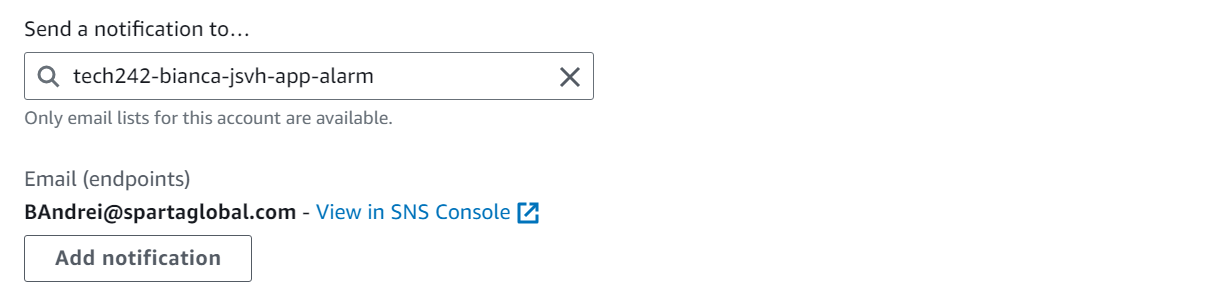 Send a notification to…
tech242-bianca-jsvh-app-alarm
Only email lists for this account are available.
Email (endpoints)
BAndrei@spartaglobal.com - View in SNS Console
Add notification